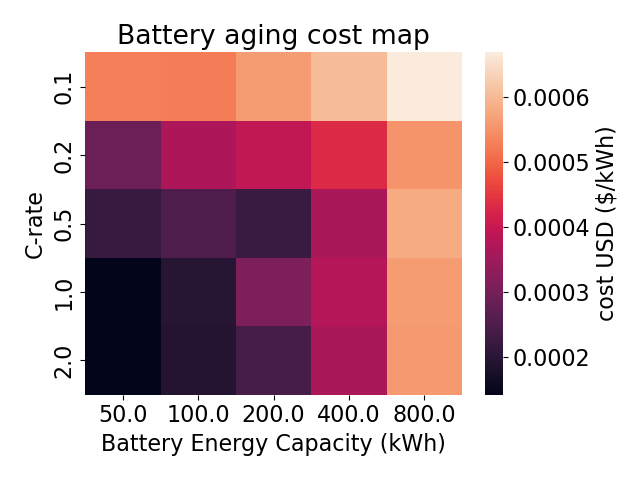 Battery aging cost map
0.1
0.2
0.5
1.0
2.0
C-rate
50.0 100.0 200.0 400.0 800.0
Battery Energy Capacity (kWh)
0.0006
0.0005
0.0004
0.0003
0.0002
cost USD ($/kWh)